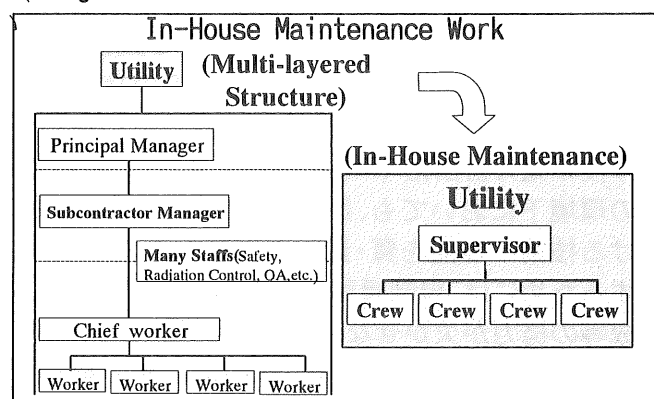 In-House Maintenance Work
Utility
(Multi-layered
Structure)
Principal Manager
Subcontractor Manager
Many Staffs(Safety,
Radiation Control, QA,etc.)
Chief worker
Worker Worker Worker Worker
(In-House Maintenance)
Utility
Supervisor
Crew Crew Crew Crew